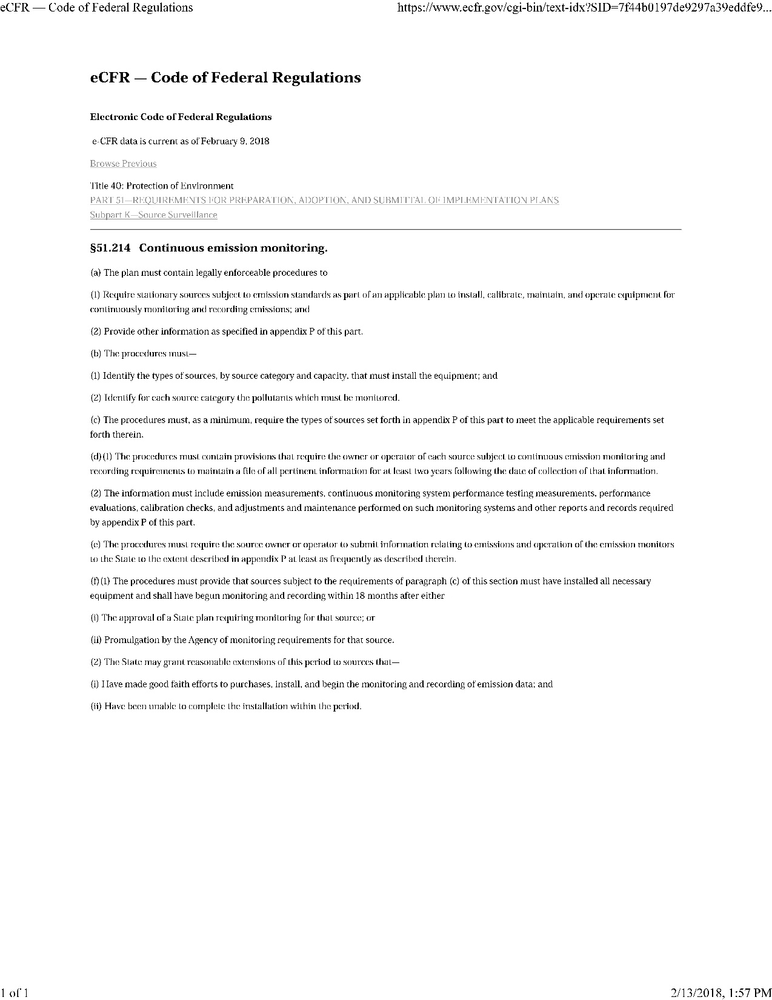 eCFR — Code of Federal Regulations https://www.ecfr.gov/cgi-bin/text-idx?SID=7f44b0197de9297a39eddfe9...
eCFR — Code of Federal Regulations
Electronic Code of Federal Regulations
e-CFR data is current as of February 9, 2018
Browse Previous
Title 40: Protection of Environment
PART 51—REQUIREMENTS FOR PREPARATION, ADOPTION, AND SUBMITTAL OF IMPLEMENTATION PLANS
Subpart K—Source Surveillance
§51.214 Continuous emission monitoring.
(a) The plan must contain legally enforceable procedures to
(1) Require stationary sources subject to emission standards as part of an applicable plan to install, calibrate, maintain, and operate equipment for
continuously monitoring and recording emissions; and
(2) Provide other information as specified in appendix P of this part.
(b) The procedures must—
(1) Identify the types of sources, by source category and capacity, that must install the equipment; and
(2) Identify for each source category the pollutants which must be monitored.
(c) The procedures must, as a minimum, require the types of sources set forth in appendix P of this part to meet the applicable requirements set
forth therein.
(d)(1) The procedures must contain provisions that require the owner or operator of each source subject to continuous emission monitoring and
recording requirements to maintain a file of all pertinent information for at least two years following the date of collection of that information.
(2) The information must include emission measurements, continuous monitoring system performance testing measurements, performance
evaluations, calibration checks, and adjustments and maintenance performed on such monitoring systems and other reports and records required
by appendix P of this part.
(e) The procedures must require the source owner or operator to submit information relating to emissions and operation of the emission monitors
to the State to the extent described in appendix P at least as frequently as described therein.
(f)(1) The procedures must provide that sources subject to the requirements of paragraph (c) of this section must have installed all necessary
equipment and shall have begun monitoring and recording within 18 months after either
(i) The approval of a State plan requiring monitoring for that source; or
(ii) Promulgation by the Agency of monitoring requirements for that source.
(2) The State may grant reasonable extensions of this period to sources that—
(i) Have made good faith efforts to purchases, install, and begin the monitoring and recording of emission data; and
(ii) Have been unable to complete the installation within the period.
1 of 1 2/13/2018, 1:57 PM